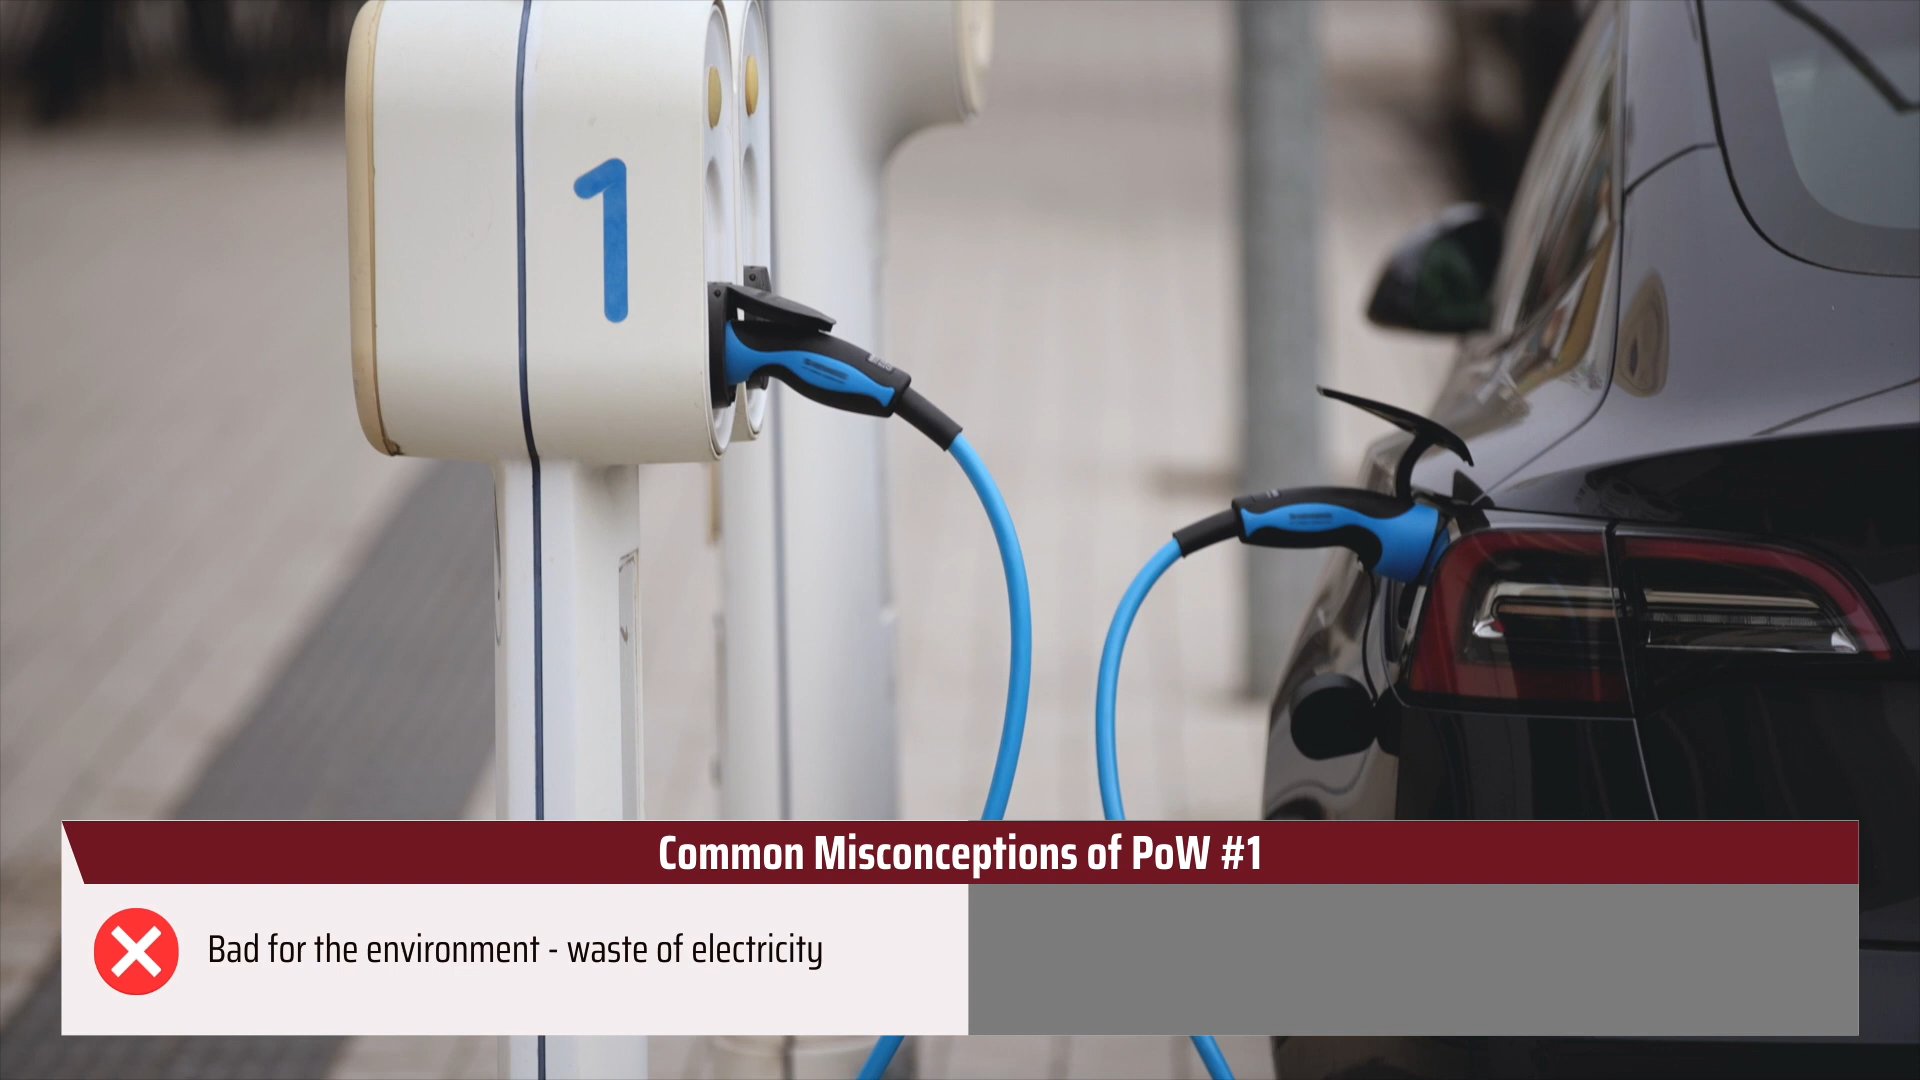 1
Common Misconceptions of PoW #1
Bad for the environment - waste of electricity